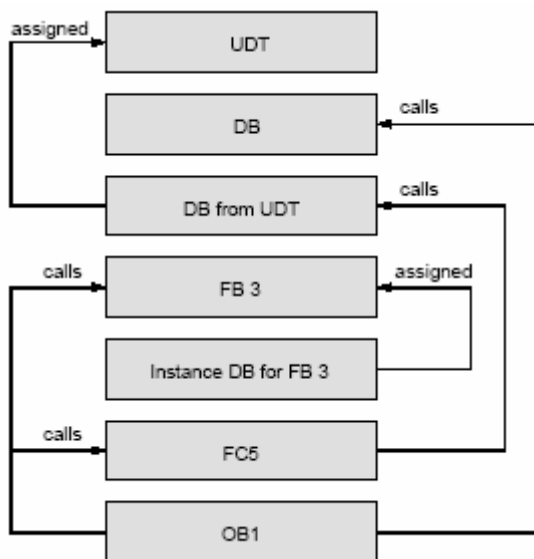 assigned
UDT
calls
DB
calls
DB from UDT
calls
assigned
FB 3
Instance DB for FB 3
calls
FC5
OB1